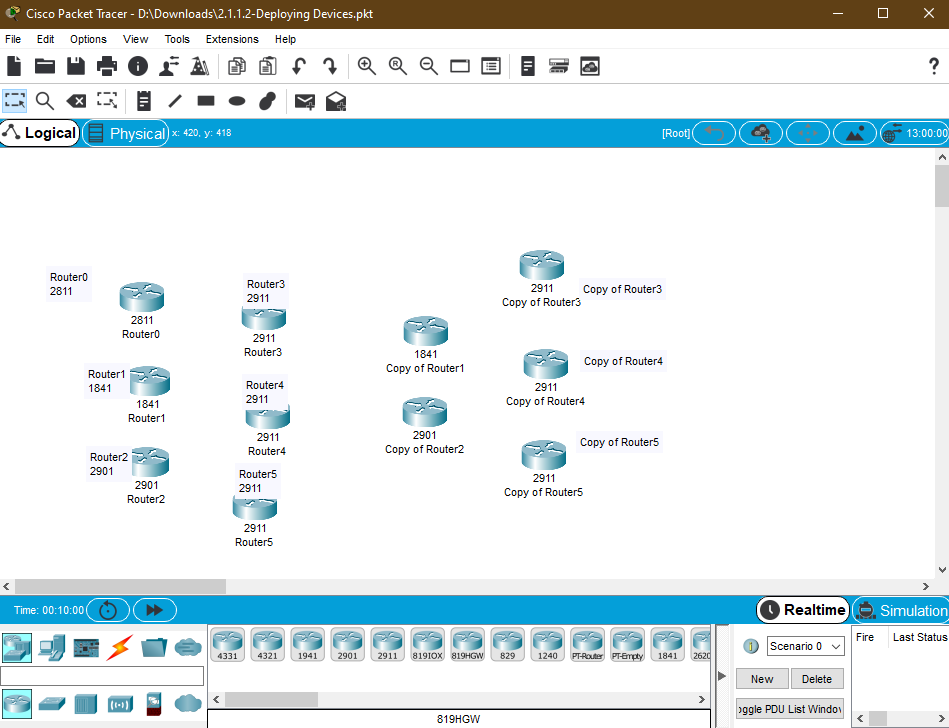 Cisco Packet Tracer - D:\Downloads\2.1.1.2-Deploying Devices.pkt
File Edit Options View Tools Extensions Help
R
?
Logical
Physical
x: 420, y: 418
[Root]
13:00:00
Router0
2811
2811
Router0
Router1
1841
1841
Router1
Router2
2901
2901
Router2
Router3
2911
2911
Router3
Router4
2911
2911
Router4
Router5
2911
2911
Router5
1841
Copy of Router1
2901
Copy of Router2
2911
Copy of Router3
Copy of Router3
2911
Copy of Router4
Copy of Router4
2911
Copy of Router5
Copy of Router5
Time: 00:10:00
Realtime
Simulation
4331 4321 1941 2901 2911 819IOX 819HGW 829 1240 PT-Router PT-Empty 1841 2620
819HGW
Scenario 0
New
Delete
oggle PDU List Window
Fire
Last Status